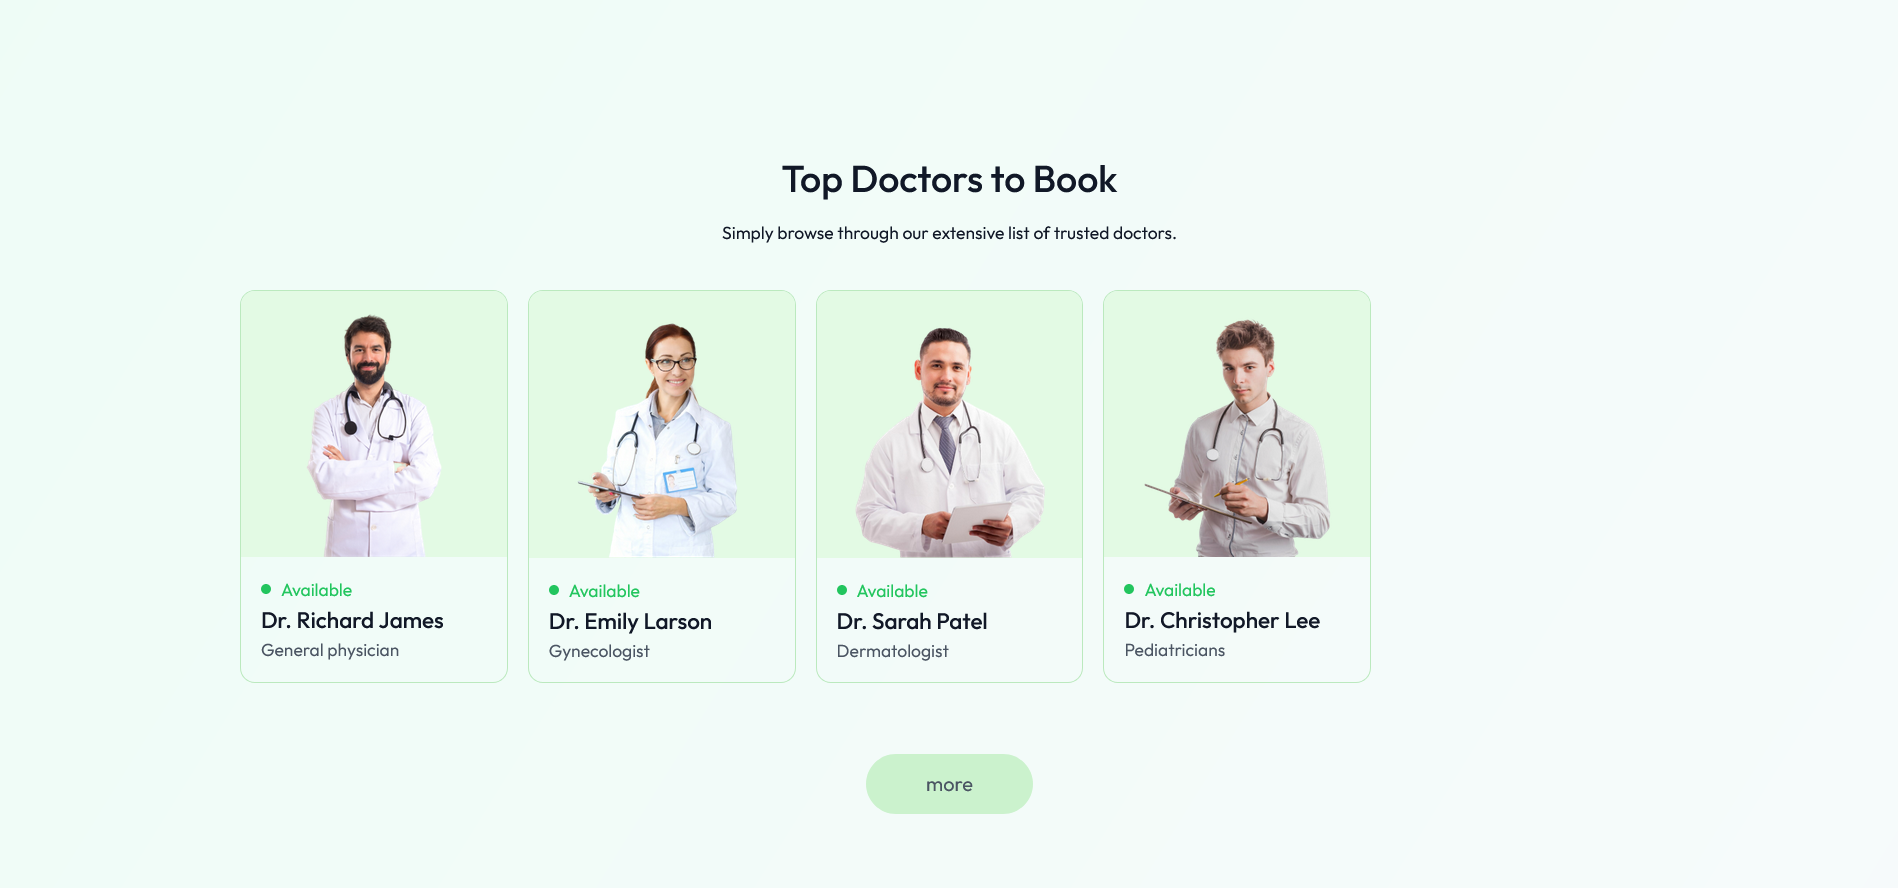 Top Doctors to Book
Simply browse through our extensive list of trusted doctors.
Available
Dr. Richard James
General physician
Available
Dr. Emily Larson
Gynecologist
Available
Dr. Sarah Patel
Dermatologist
Available
Dr. Christopher Lee
Pediatricians
more